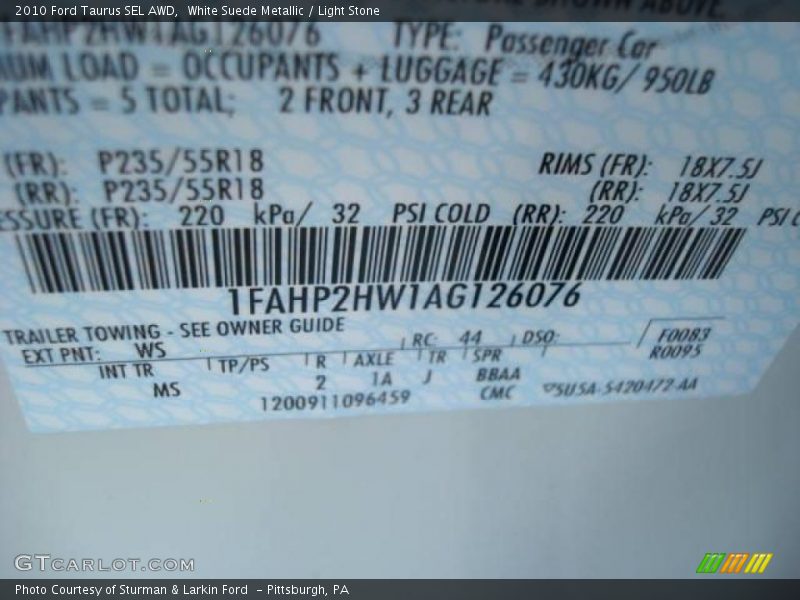 2010 Ford Taurus SEL AWD, White Suede Metallic / Light Stone
SHOWN ABOVE.
FAHP2HW1AG126076 TYPE: Passenger Car
MUM LOAD = OCCUPANTS + LUGGAGE = 430KG/ 950LB
PANTS = 5 TOTAL; 2 FRONT, 3 REAR
(FR): P235/55R18 RIMS (FR): 18X7.5J
(RR): P235/55R18 (RR): 18X7.5J
ESSURE (FR): 220 kPa/ 32 PSI COLD (RR): 220 kPa/ 32 PSI C
1FAHP2HW1AG126076
TRAILER TOWING - SEE OWNER GUIDE
EXT PNT: WS RC: 44 DSO: F0083
R0095
INT TR TP/PS R AXLE TR SPR
MS 2 1A J BBAA
1200911096459 CMC ▽5U5A-5420472-AA
GTCARLOT.COM
Photo Courtesy of Sturman & Larkin Ford - Pittsburgh, PA